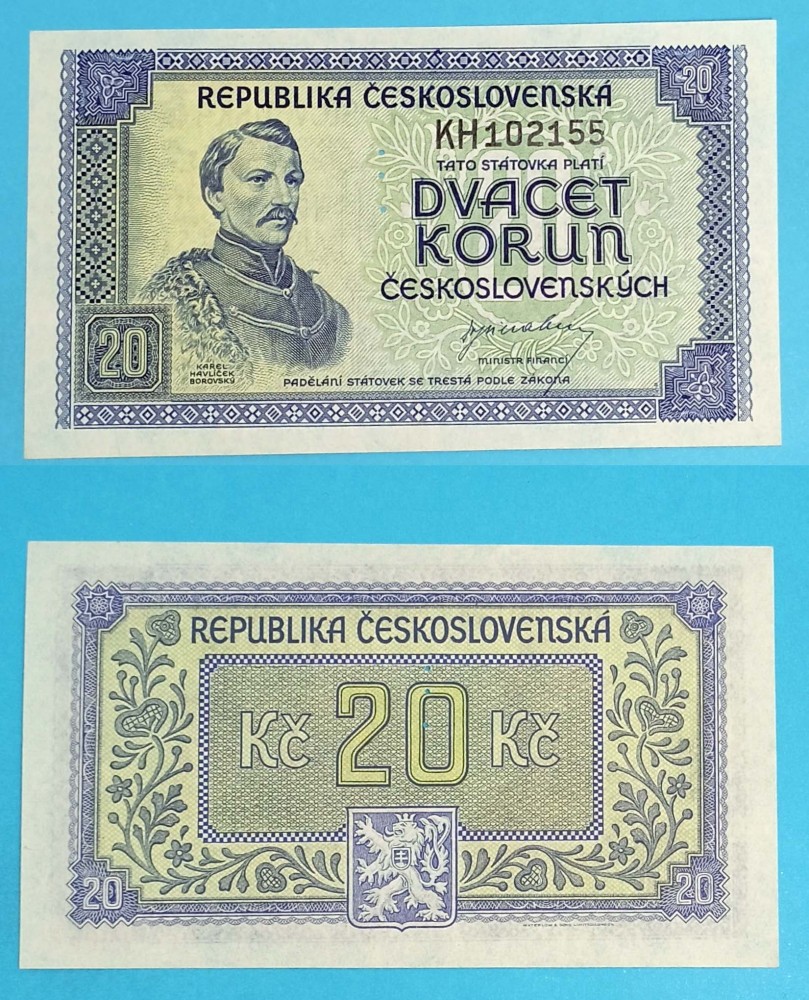 20
REPUBLIKA ČESKOSLOVENSKÁ
KH102155
TATO STÁTOVKA PLATÍ
DVACET
KORUN
ČESKOSLOVENSKÝCH
MINISTR FINANCÍ
20
KAREL
HAVLÍČEK
BOROVSKÝ
PADĚLÁNÍ STÁTOVEK SE TRESTÁ PODLE ZÁKONA
REPUBLIKA ČESKOSLOVENSKÁ
Kč 20 Kč
20
20